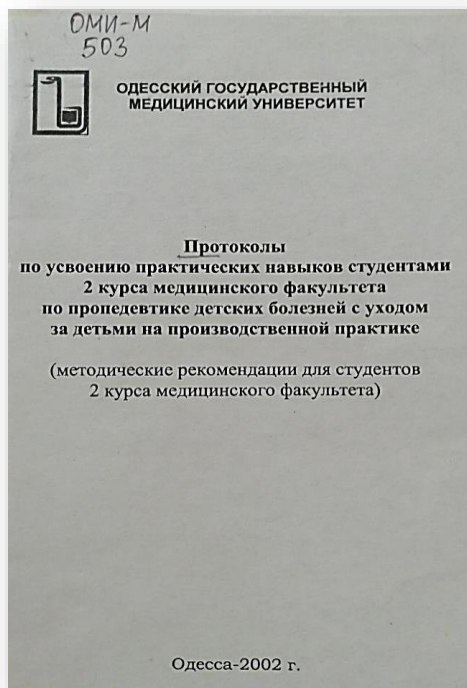 ОМИ-М
503
ОДЕССКИЙ ГОСУДАРСТВЕННЫЙ
МЕДИЦИНСКИЙ УНИВЕРСИТЕТ
Протоколы
по усвоению практических навыков студентами
2 курса медицинского факультета
по пропедевтике детских болезней с уходом
за детьми на производственной практике
(методические рекомендации для студентов
2 курса медицинского факультета)
Одесса-2002 г.